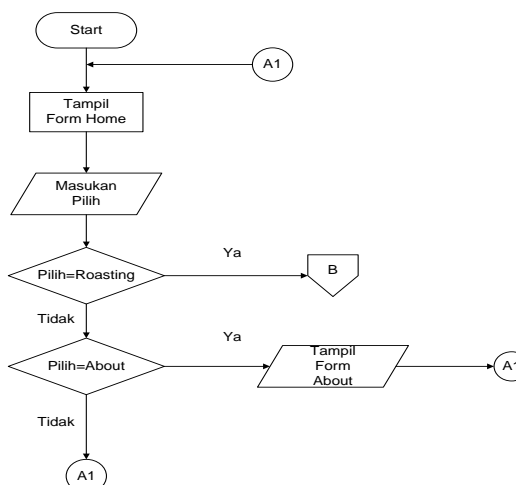 Start
A1
Tampil
Form Home
Masukan
Pilih
Ya
Pilih=Roasting
B
Tidak
Ya
Pilih=About
Tampil
Form
About
A1
Tidak
A1